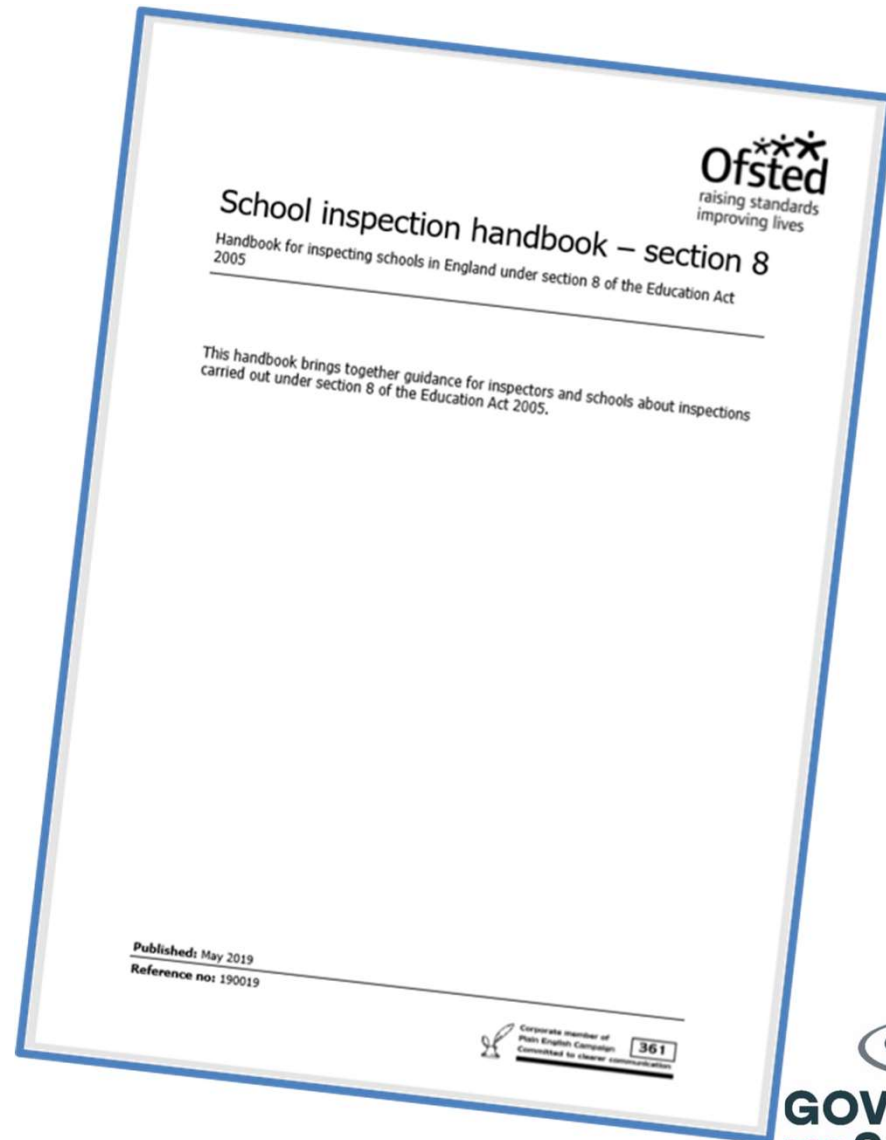 Ofsted
raising standards
improving lives
School inspection handbook – section 8
Handbook for inspecting schools in England under section 8 of the Education Act
2005
This handbook brings together guidance for inspectors and schools about inspections
carried out under section 8 of the Education Act 2005.
Published: May 2019
Reference no: 190019
Corporate member of
Plain English Campaign
Committed to clearer communication
361
GOV